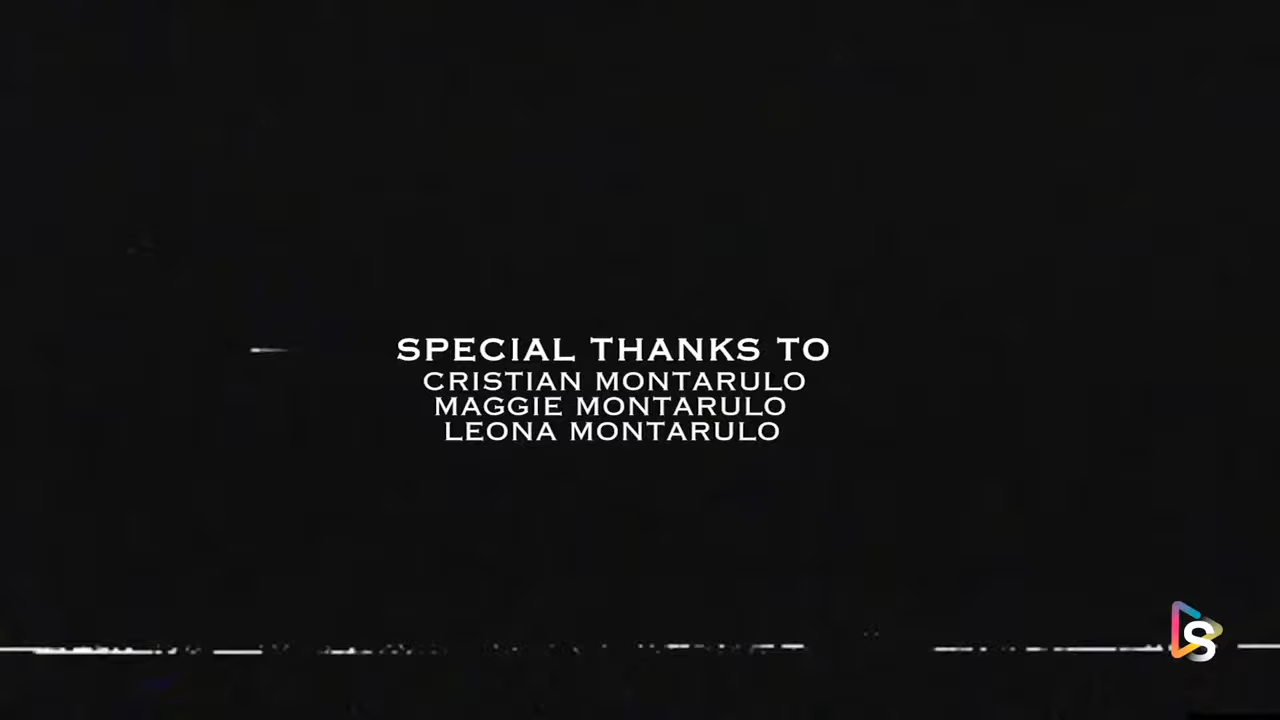 SPECIAL THANKS TO
CRISTIAN MONTARULO
MAGGIE MONTARULO
LEONA MONTARULO
S